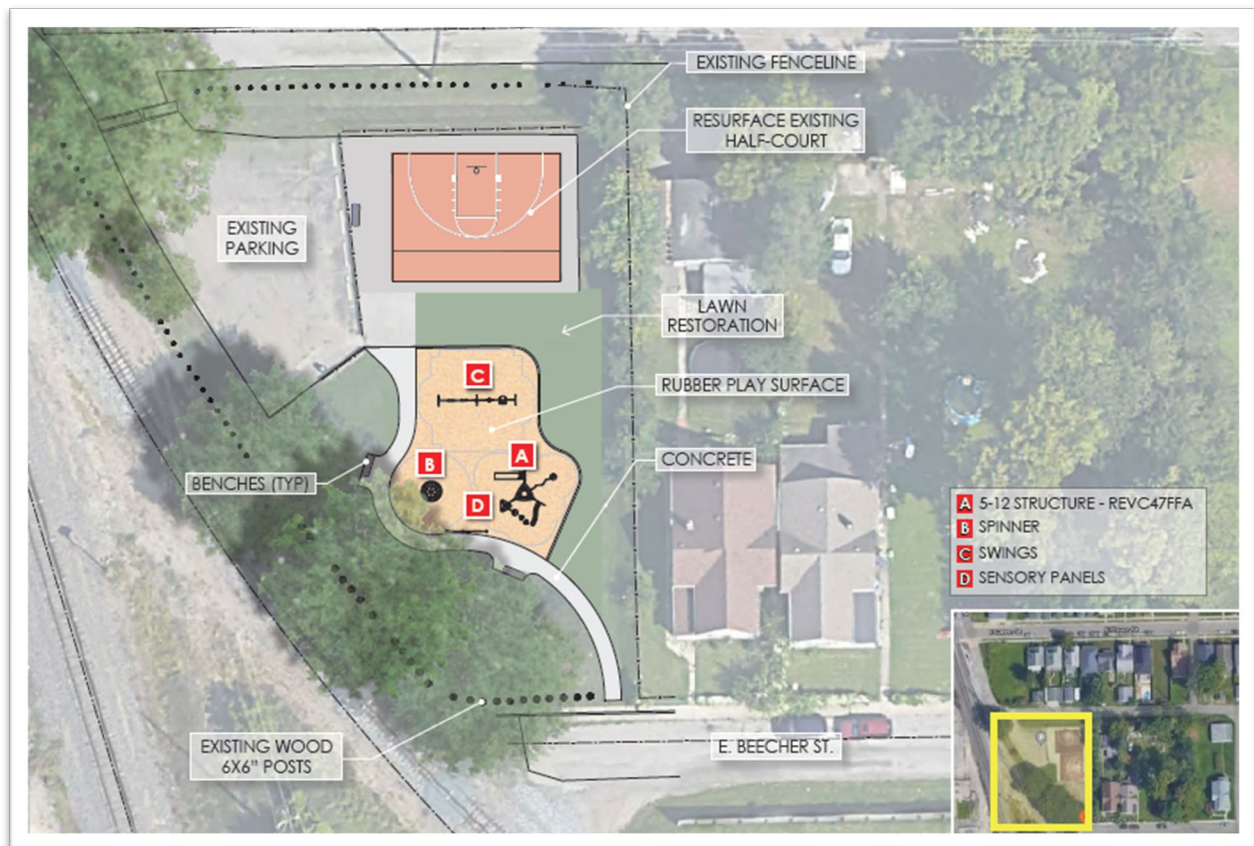 EXISTING FENCELINE
RESURFACE EXISTING
HALF-COURT
EXISTING
PARKING
LAWN
RESTORATION
C
RUBBER PLAY SURFACE
A
B
CONCRETE
BENCHES (TYP)
D
A 5-12 STRUCTURE - REVC47FFA
B SPINNER
C SWINGS
D SENSORY PANELS
EXISTING WOOD
6X6" POSTS
E. BEECHER ST.